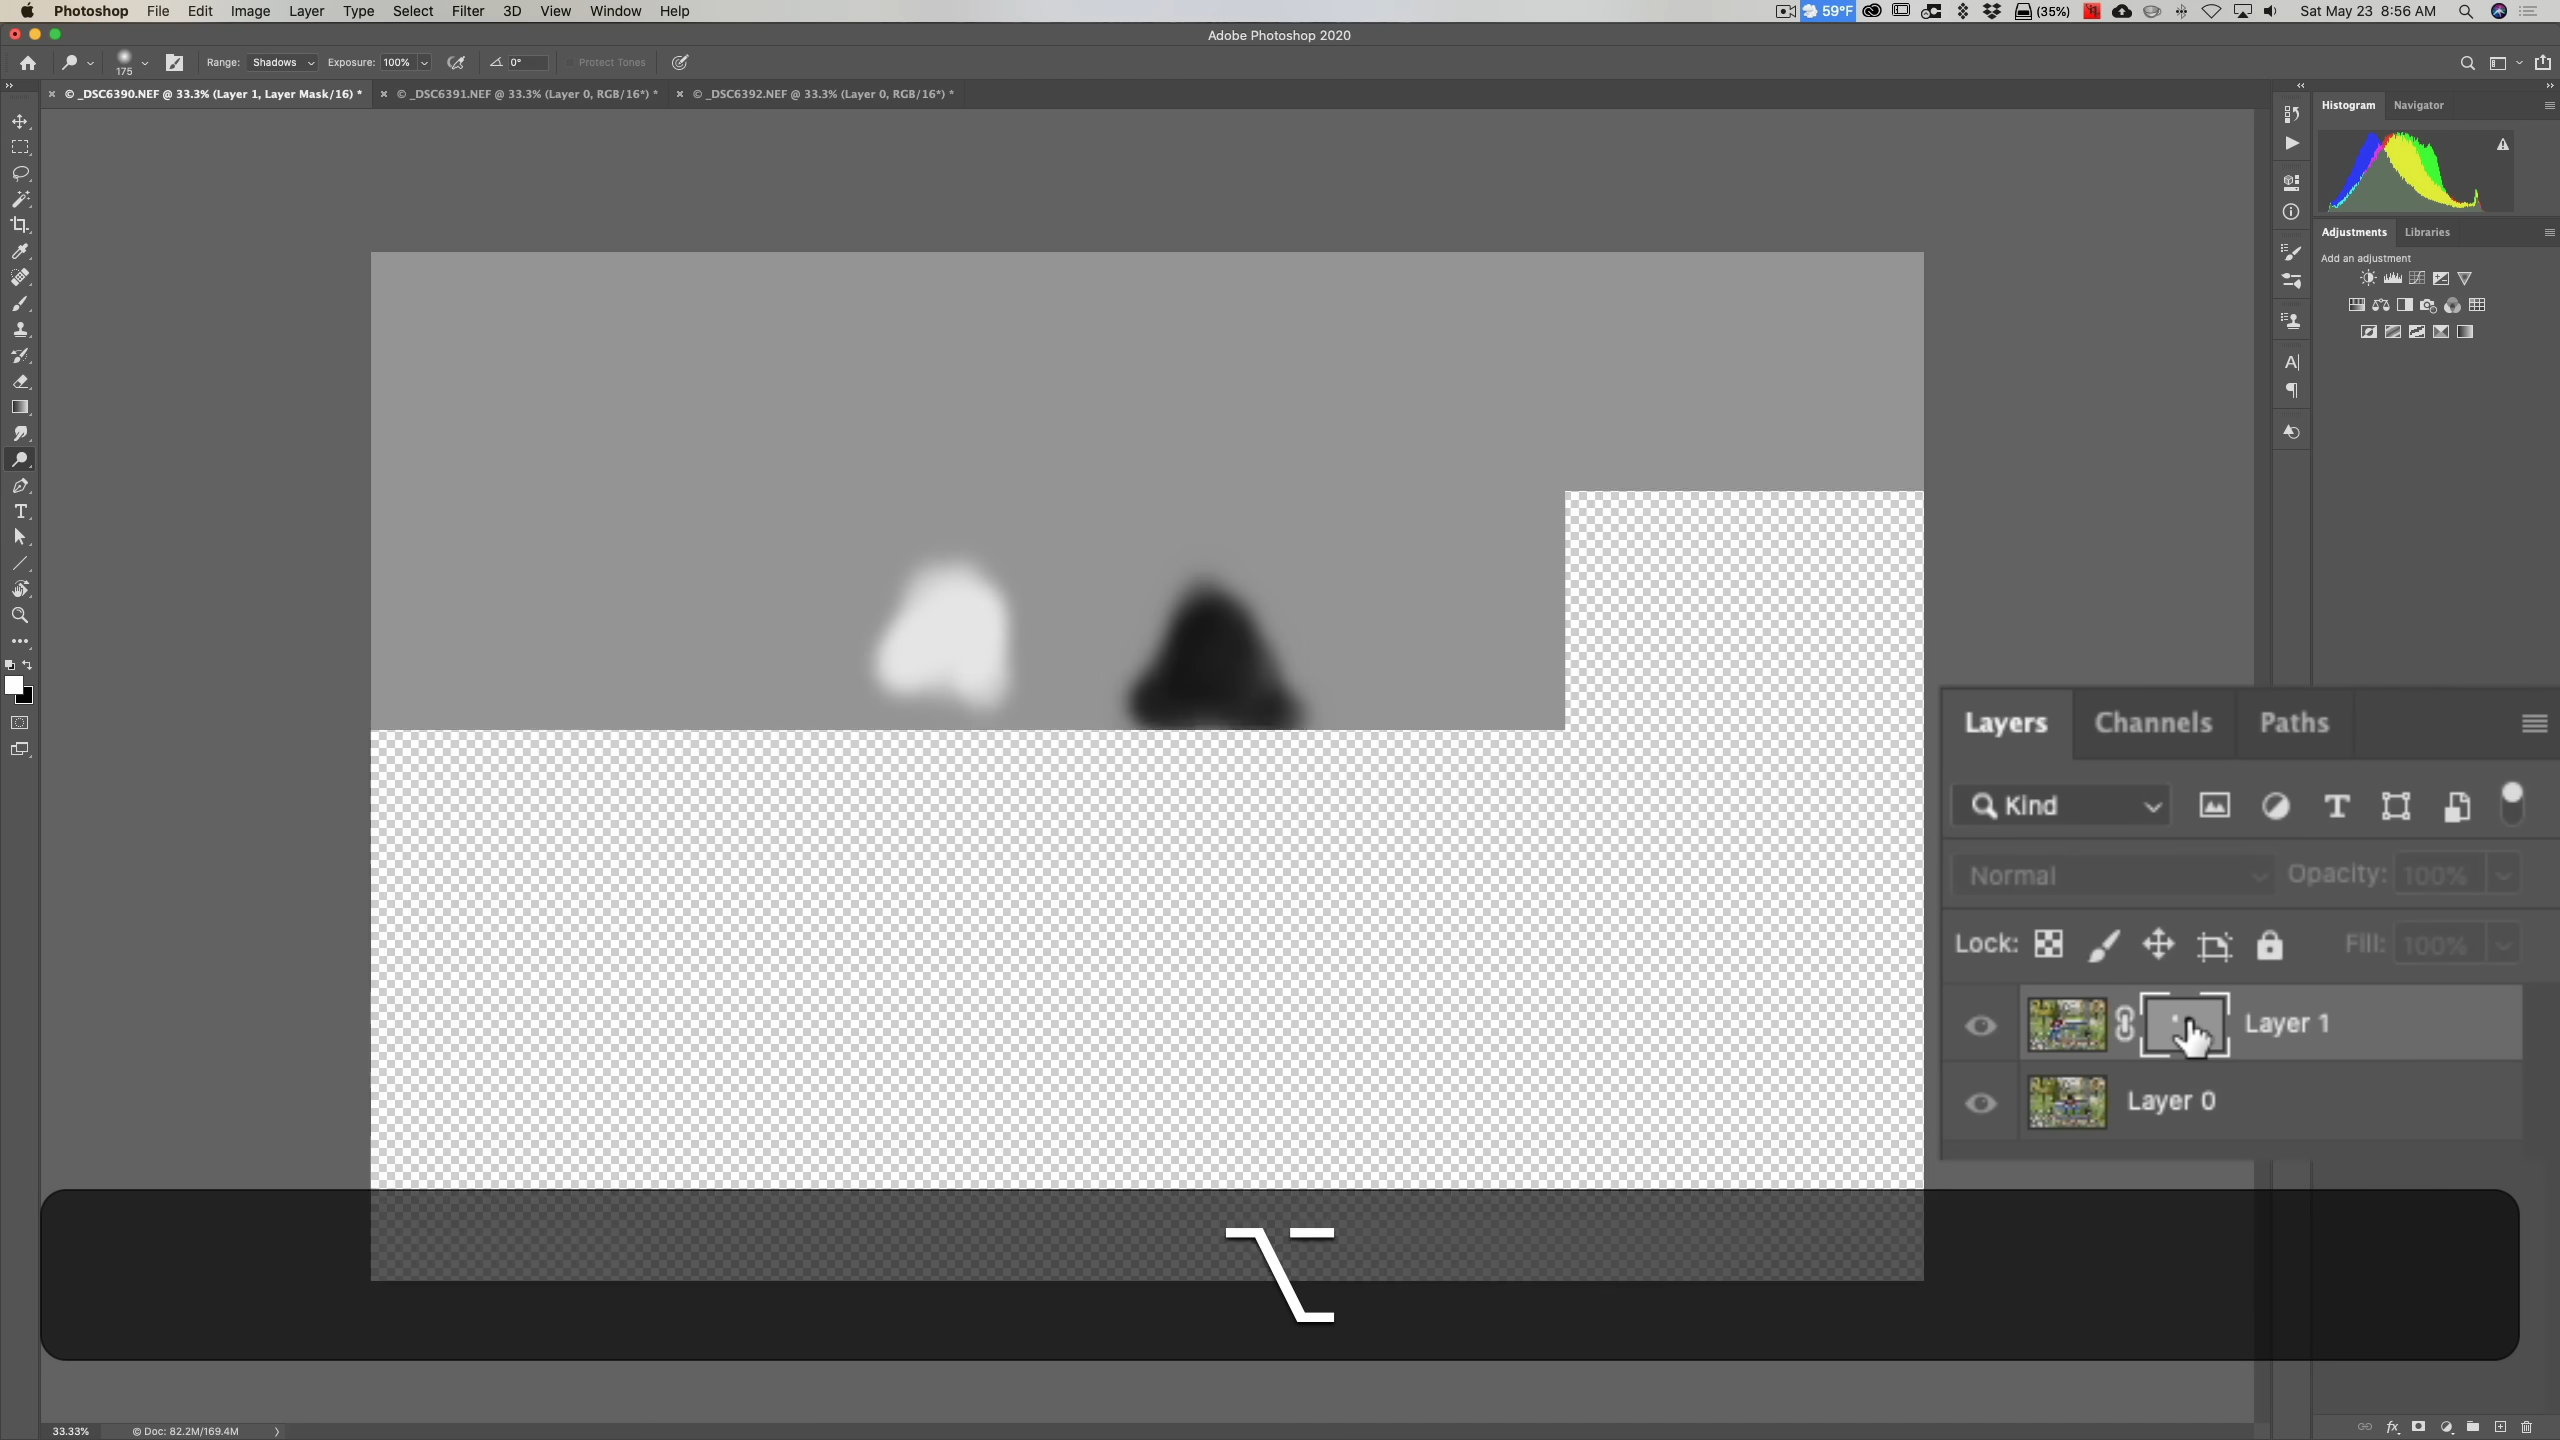 Photoshop File Edit Image Layer Type Select Filter 3D View Window Help 59°F (35%) Sat May 23 8:56 AM
Adobe Photoshop 2020
175 Range: Shadows Exposure: 100% 0° Protect Tones
© _DSC6390.NEF @ 33.3% (Layer 1, Layer Mask/16) * © _DSC6391.NEF @ 33.3% (Layer 0, RGB/16*) * © _DSC6392.NEF @ 33.3% (Layer 0, RGB/16*) *
Histogram Navigator
Adjustments Libraries
Add an adjustment
Layers Channels Paths
Kind
Normal Opacity: 100%
Lock: Fill: 100%
Layer 1
Layer 0
33.33% © Doc: 82.2M/169.4M